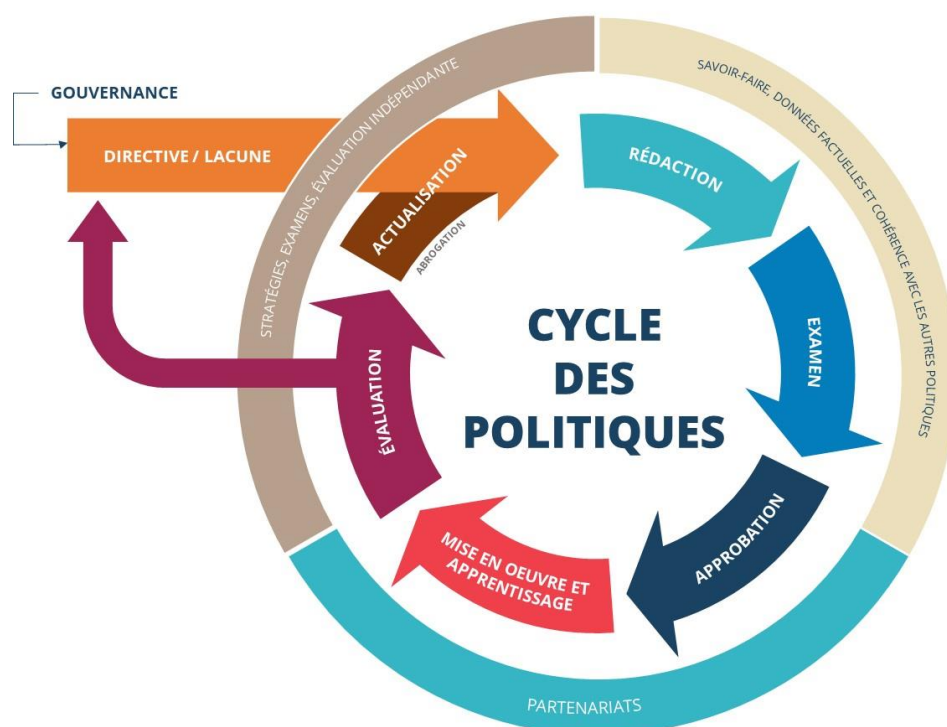 GOUVERNANCE
DIRECTIVE / LACUNE
STRATÉGIES, EXAMENS, ÉVALUATION INDÉPENDANTE
SAVOIR-FAIRE, DONNÉES FACTUELLES ET COHÉRENCE AVEC LES AUTRES POLITIQUES
ACTUALISATION
ABROGATION
RÉDACTION
EXAMEN
CYCLE
DES
POLITIQUES
ÉVALUATION
APPROBATION
MISE EN OEUVRE ET
APPRENTISSAGE
PARTENARIATS